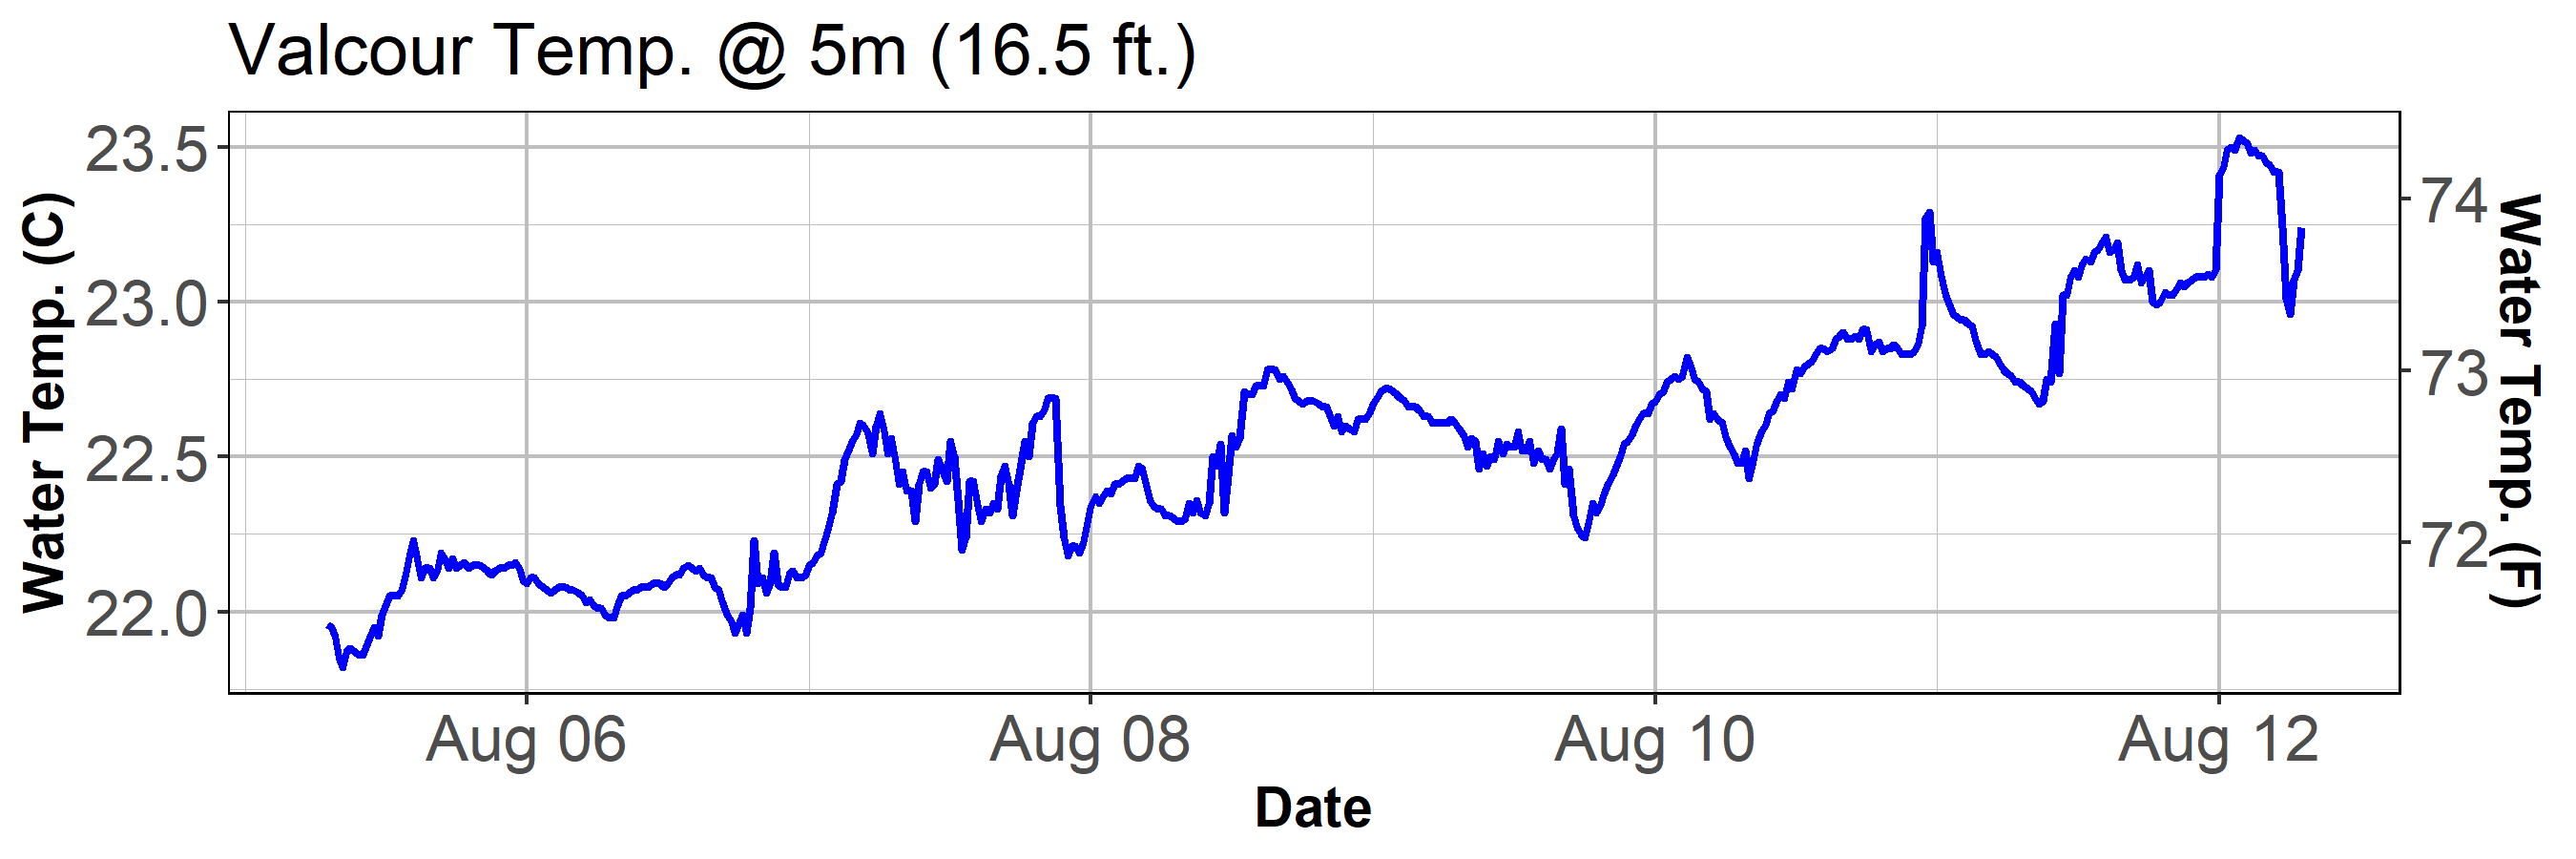 Valcour Temp. @ 5m (16.5 ft.)
Water Temp. (C)
23.5
23.0
22.5
22.0
74
73
72
Water Temp. (F)
Aug 06 Aug 08 Aug 10 Aug 12
Date